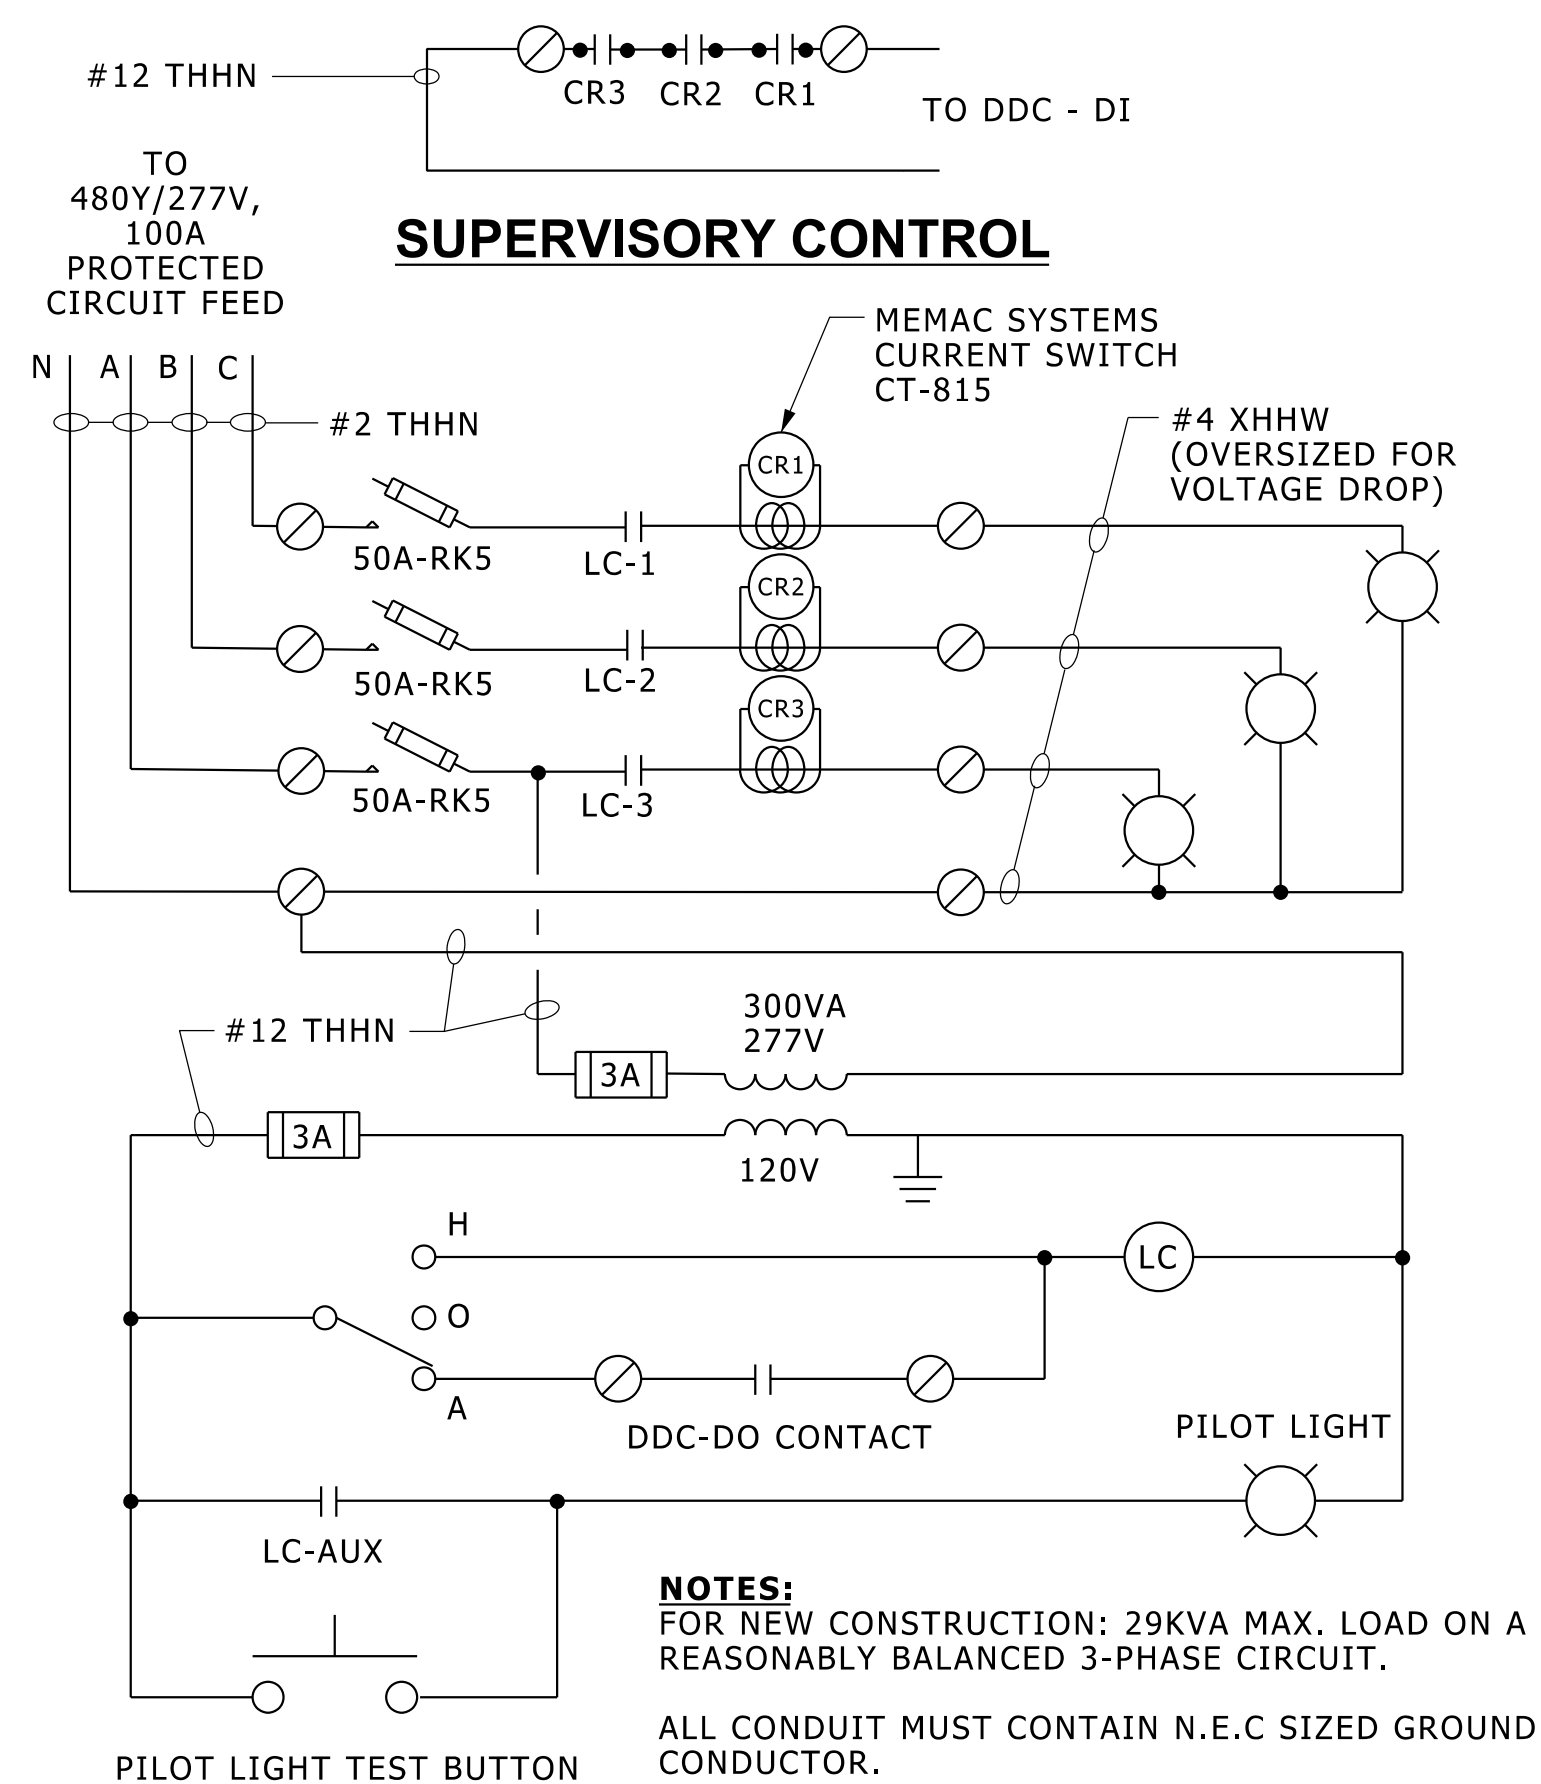 #12 THHN
CR3 CR2 CR1
TO DDC - DI
TO
480Y/277V,
100A
PROTECTED
CIRCUIT FEED
SUPERVISORY CONTROL
MEMAC SYSTEMS
CURRENT SWITCH
CT-815
N A B C
#2 THHN
#4 XHHW
(OVERSIZED FOR
VOLTAGE DROP)
CR1
50A-RK5
LC-1
CR2
50A-RK5
LC-2
CR3
50A-RK5
LC-3
300VA
277V
#12 THHN
3A
3A
120V
H
LC
O
A
DDC-DO CONTACT
PILOT LIGHT
LC-AUX
NOTES:
FOR NEW CONSTRUCTION: 29KVA MAX. LOAD ON A
REASONABLY BALANCED 3-PHASE CIRCUIT.
ALL CONDUIT MUST CONTAIN N.E.C SIZED GROUND
CONDUCTOR.
PILOT LIGHT TEST BUTTON